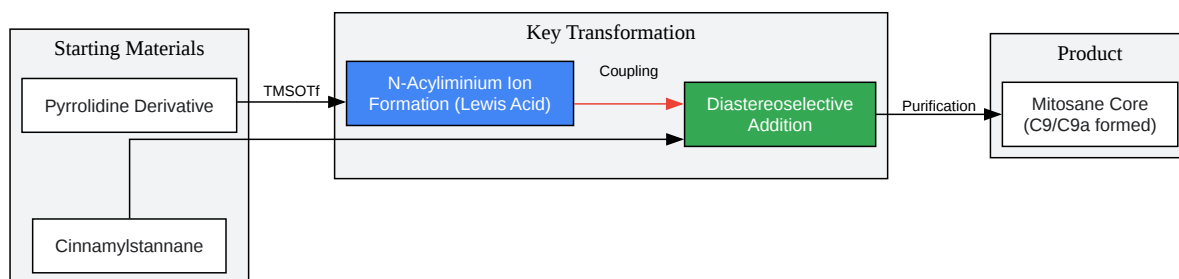 Starting Materials
Pyrrolidine Derivative
Cinnamylstannane
TMSOTf
Key Transformation
N-Acyliminium Ion
Formation (Lewis Acid)
Coupling
Diastereoselective
Addition
Purification
Product
Mitosane Core
(C9/C9a formed)